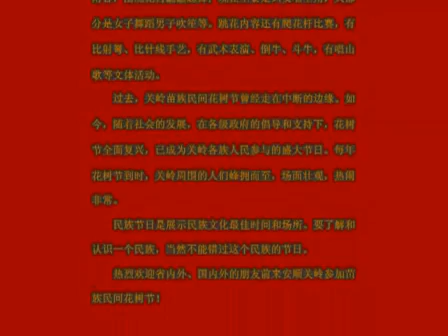 分是女子舞蹈男子吹笙等。跳花内容还有爬花杆比赛，有
比射弩、比针线手艺，有武术表演、倒牛、斗牛，有唱山
歌等文体活动。
过去，关岭苗族民间花树节曾经走在中断的边缘。如
今，随着社会的发展，在各级政府的倡导和支持下，花树
节全面复兴，已成为关岭各族人民参与的盛大节日。每年
花树节到时，关岭周围的人们蜂拥而至，场面壮观，热闹
非常。
民族节日是展示民族文化最佳时间和场所。要了解和
认识一个民族，当然不能错过这个民族的节日。
热烈欢迎省内外、国内外的朋友前来安顺关岭参加苗
族民间花树节！